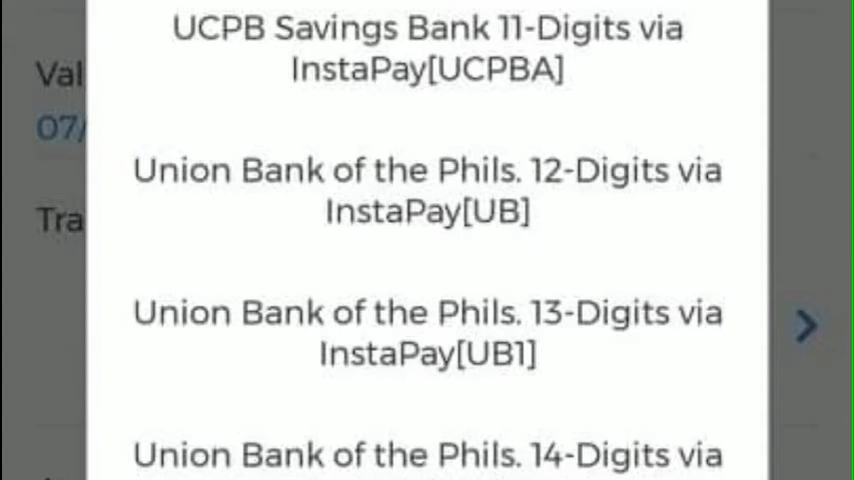 UCPB Savings Bank 11-Digits via
InstaPay[UCPBA]
Val
07/
Union Bank of the Phils. 12-Digits via
InstaPay[UB]
Tra
Union Bank of the Phils. 13-Digits via
InstaPay[UB1]
Union Bank of the Phils. 14-Digits via